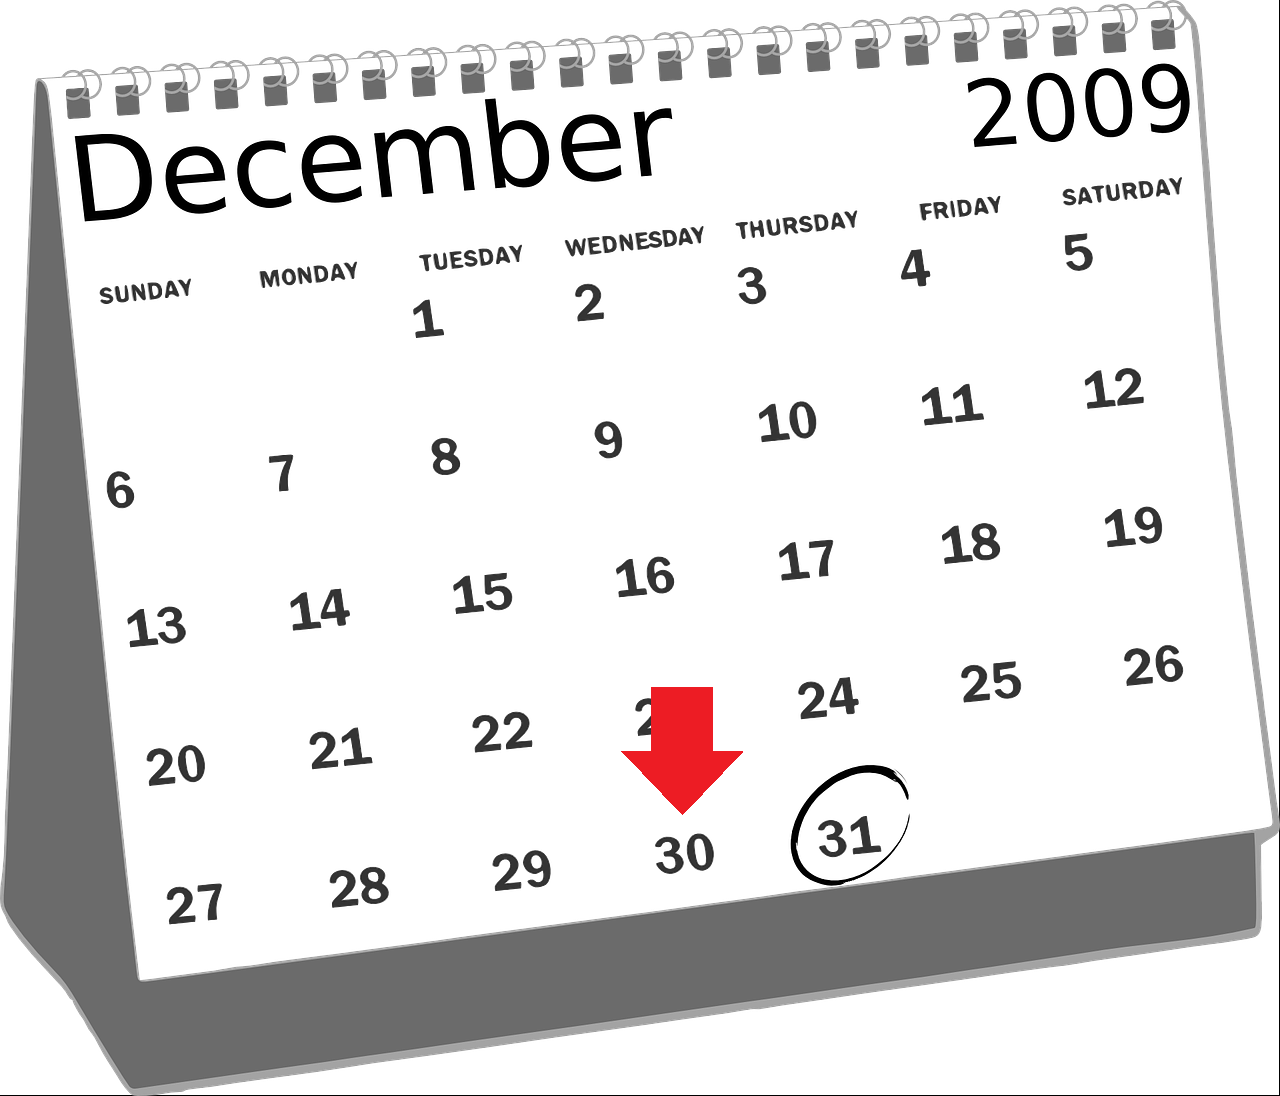 December 2009
SUNDAY MONDAY TUESDAY WEDNESDAY THURSDAY FRIDAY SATURDAY
1 2 3 4 5
6 7 8 9 10 11 12
13 14 15 16 17 18 19
20 21 22 2 24 25 26
27 28 29 30 31